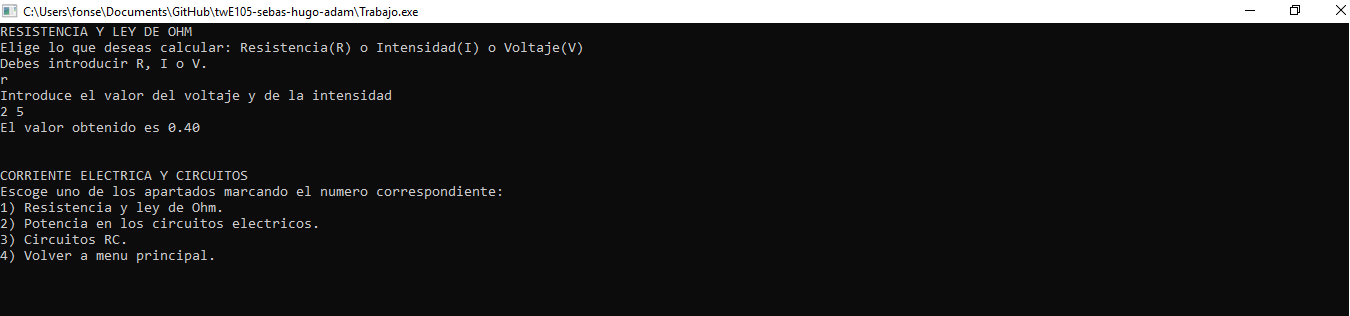 C:\Users\fonse\Documents\GitHub\twE105-sebas-hugo-adam\Trabajo.exe
RESISTENCIA Y LEY DE OHM
Elige lo que deseas calcular: Resistencia(R) o Intensidad(I) o Voltaje(V)
Debes introducir R, I o V.
r
Introduce el valor del voltaje y de la intensidad
2 5
El valor obtenido es 0.40
CORRIENTE ELECTRICA Y CIRCUITOS
Escoge uno de los apartados marcando el numero correspondiente:
1) Resistencia y ley de Ohm.
2) Potencia en los circuitos electricos.
3) Circuitos RC.
4) Volver a menu principal.